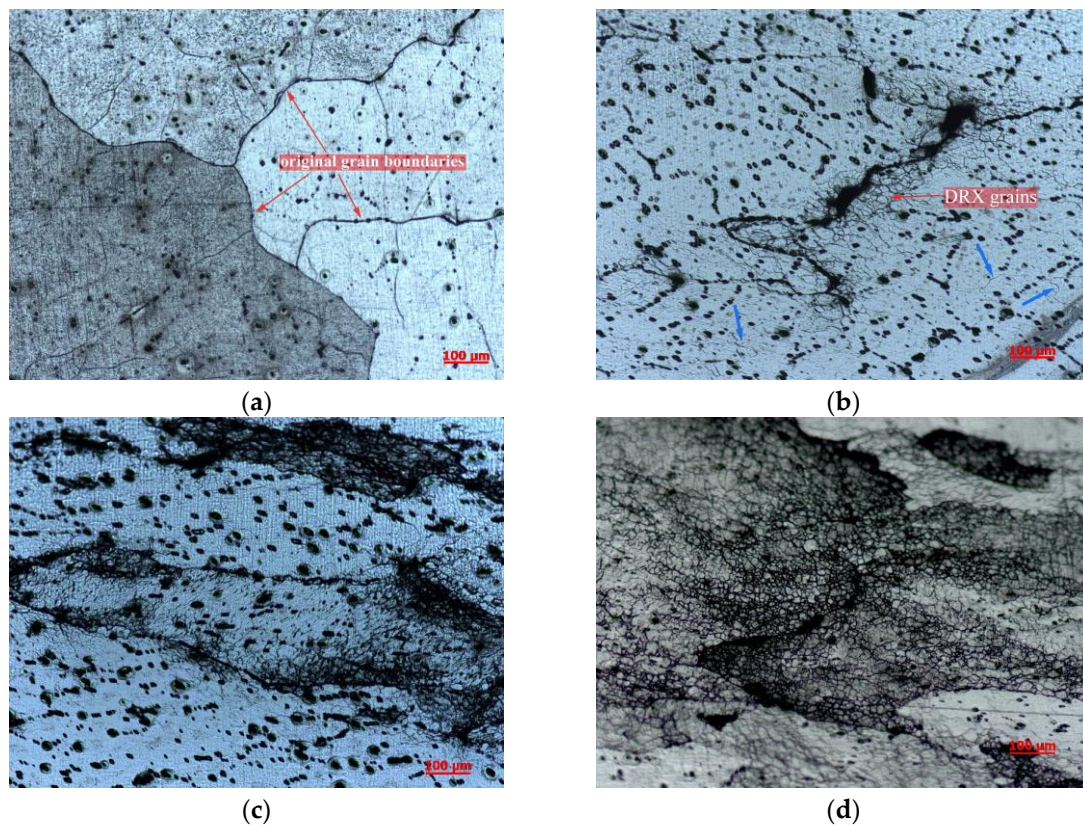 original grain boundaries
100 µm
(a)
DRX grains
100 µm
(b)
100 µm
(c)
100 µm
(d)